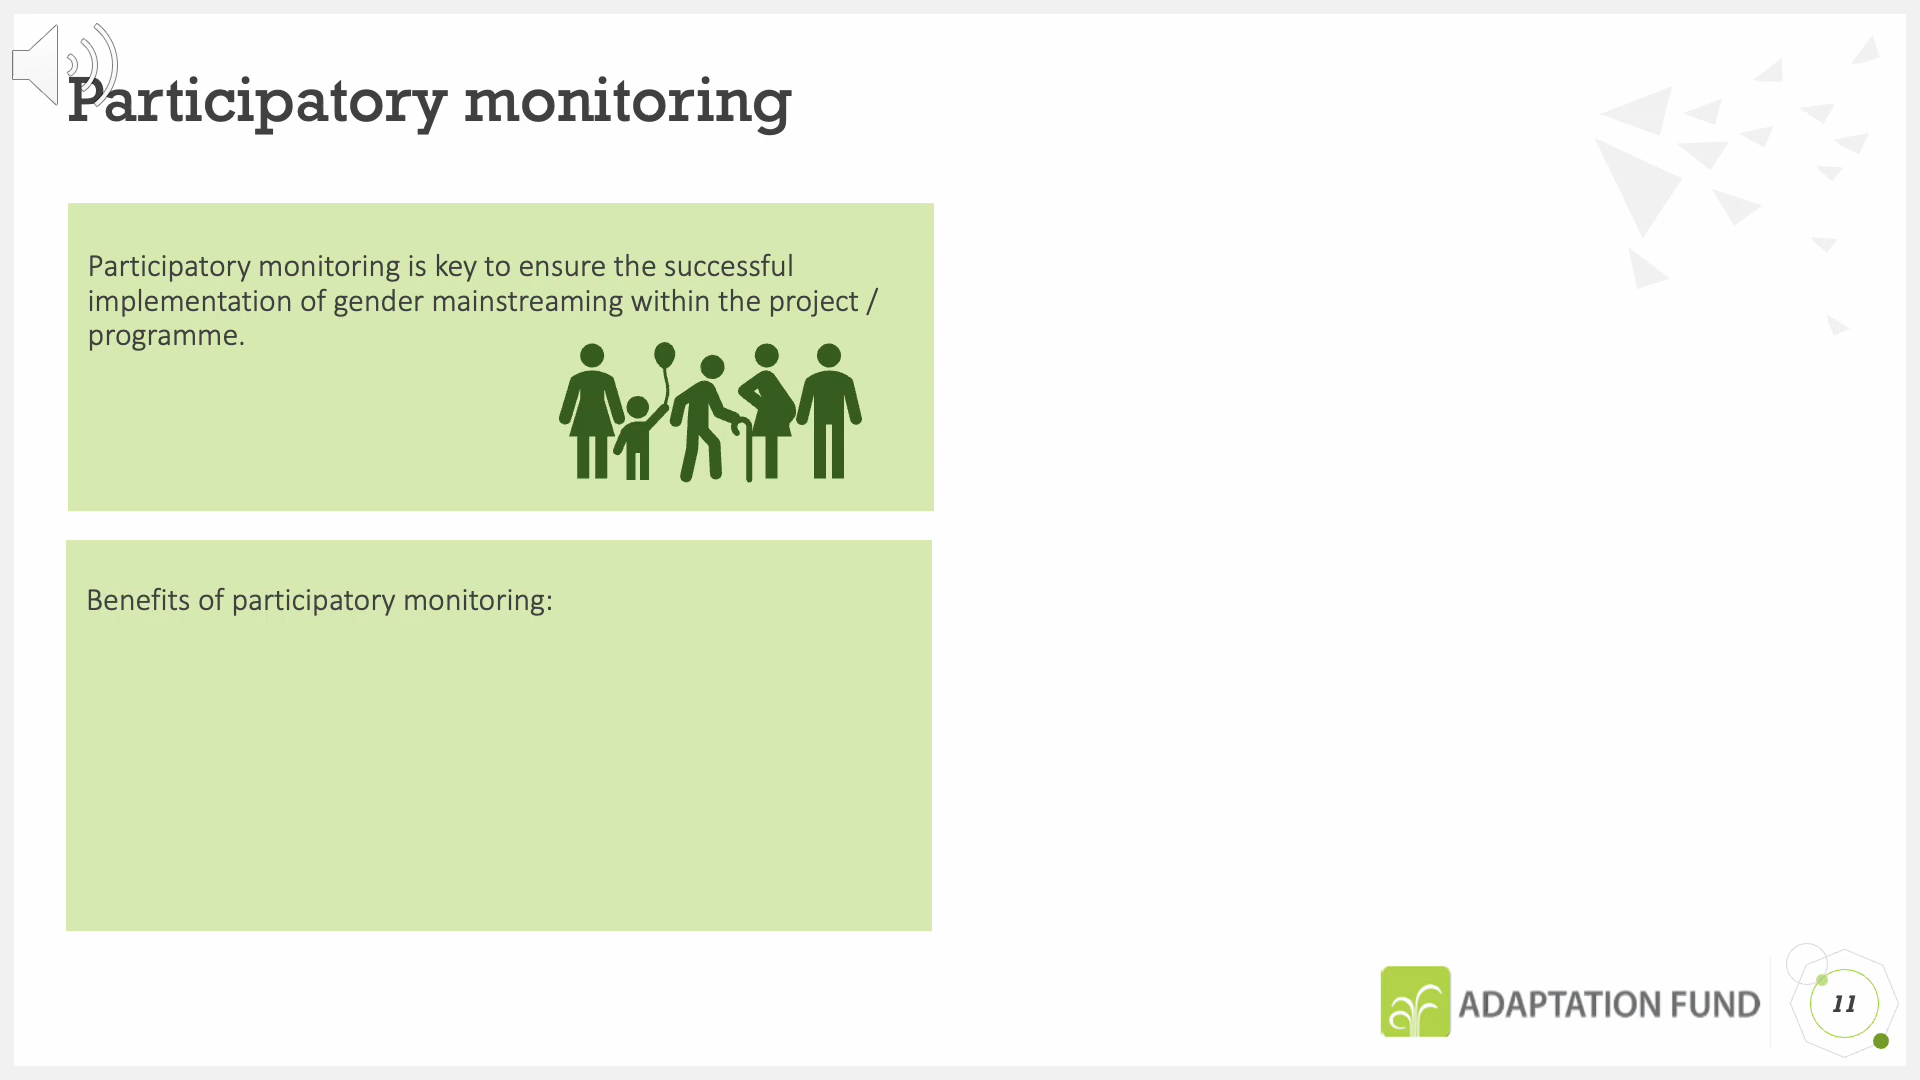 Participatory monitoring
Participatory monitoring is key to ensure the successful
implementation of gender mainstreaming within the project /
programme.
Benefits of participatory monitoring:
ADAPTATION FUND
11